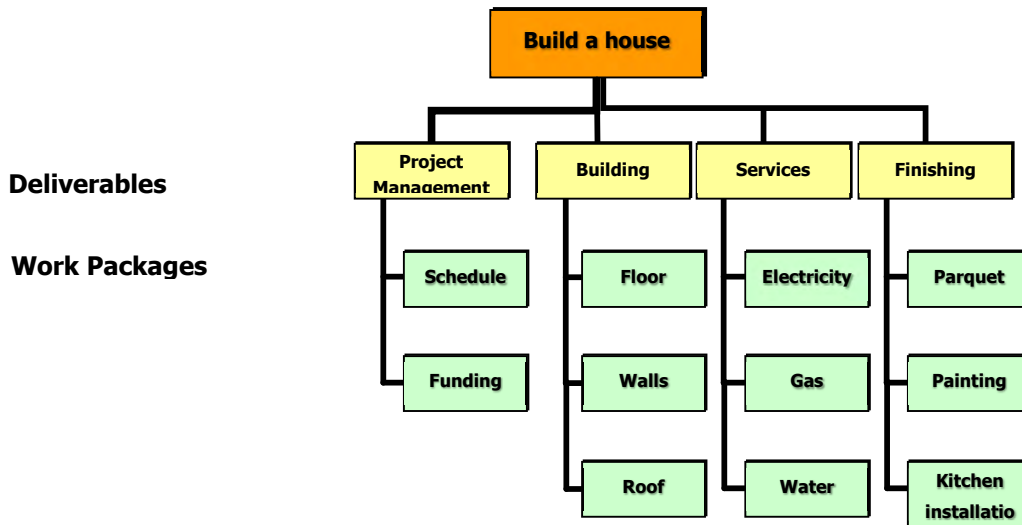 Build a house
Deliverables
Project
Management
Building
Services
Finishing
Work Packages
Schedule
Floor
Electricity
Parquet
Funding
Walls
Gas
Painting
Roof
Water
Kitchen
installatio